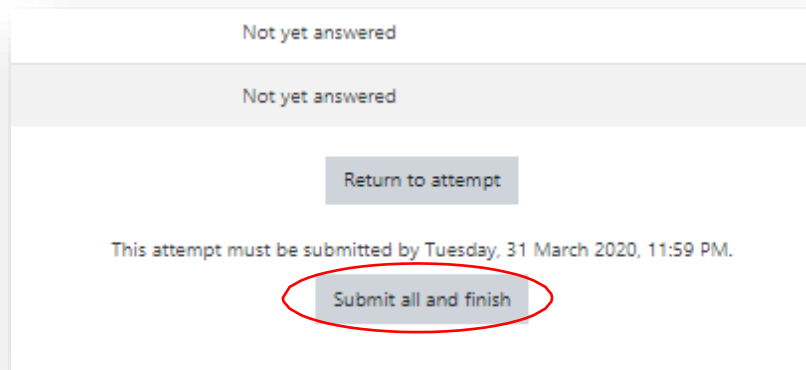 Not yet answered
Not yet answered
Return to attempt
This attempt must be submitted by Tuesday, 31 March 2020, 11:59 PM.
Submit all and finish